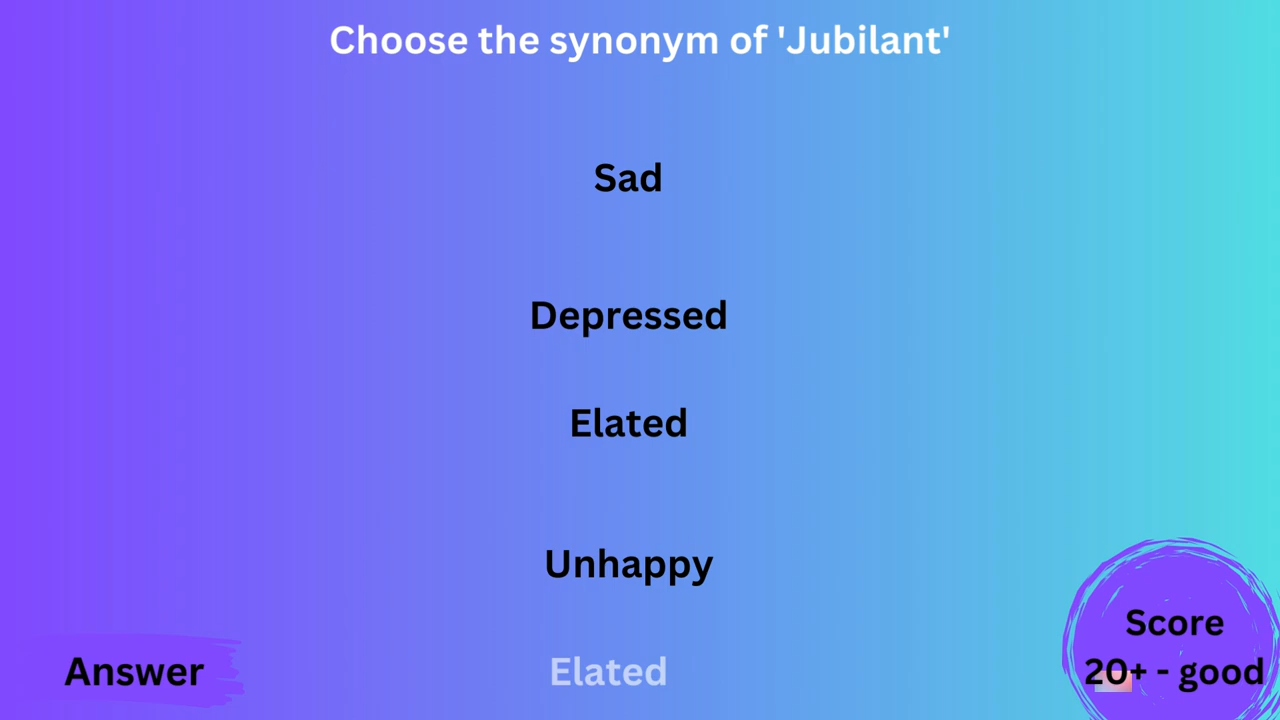 Choose the synonym of 'Jubilant'
Sad
Depressed
Elated
Unhappy
Answer
Elated
Score
20+ - good